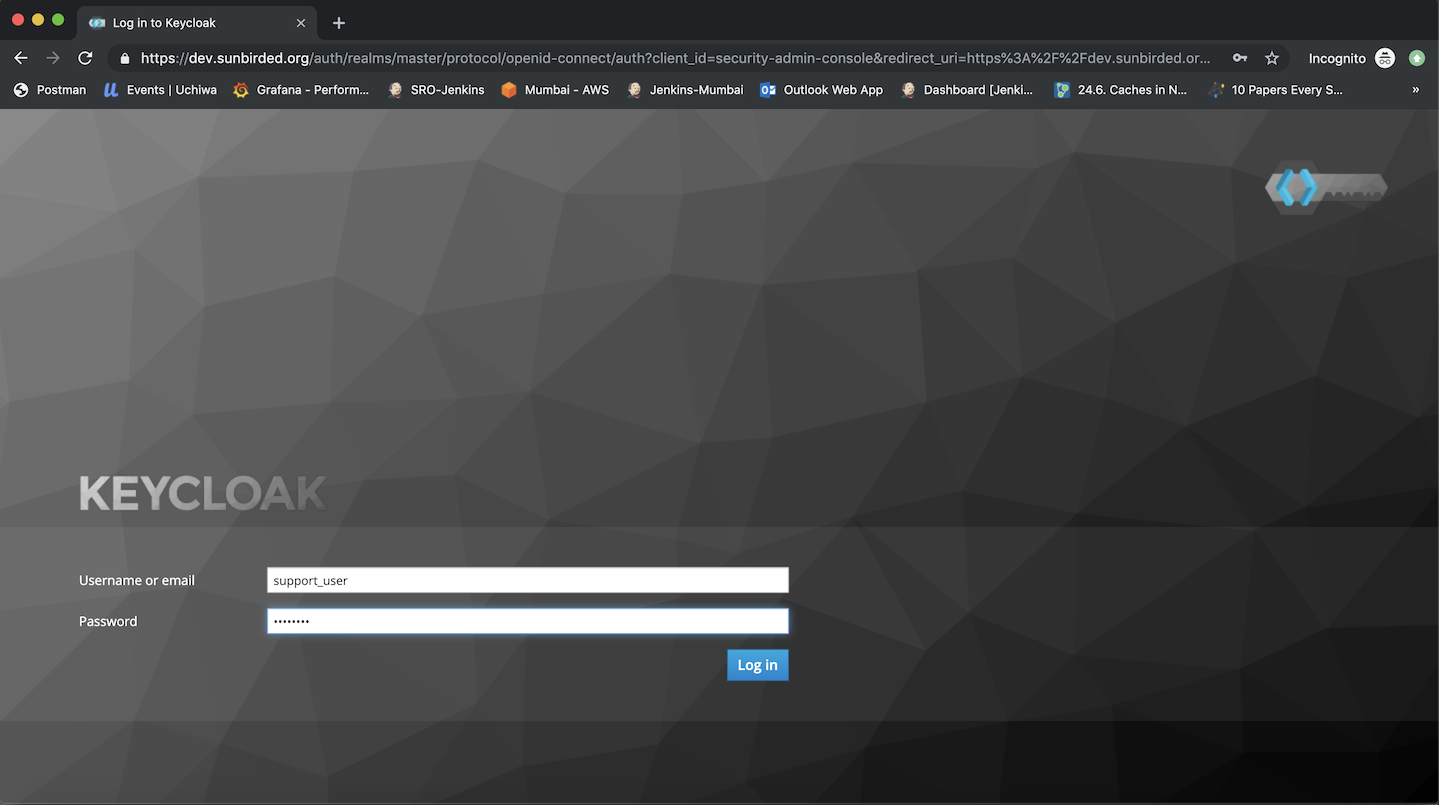 Log in to Keycloak
https://dev.sunbirded.org/auth/realms/master/protocol/openid-connect/auth?client_id=security-admin-console&redirect_uri=https%3A%2F%2Fdev.sunbirded.or... Incognito
Postman Events | Uchiwa Grafana - Perform... SRO-Jenkins Mumbai - AWS Jenkins-Mumbai Outlook Web App Dashboard [Jenki... 24.6. Caches in N... 10 Papers Every S... »
KEYCLOAK
Username or email support_user
Password ••••••••
Log in